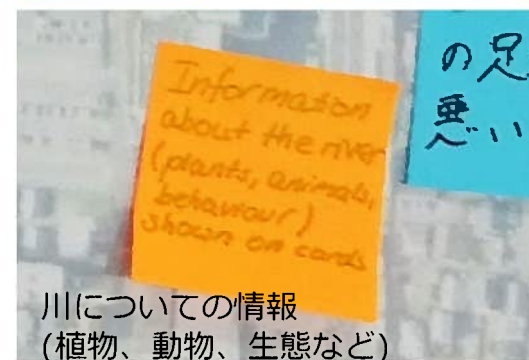 Information
about the river
(plants, animals,
behaviour)
shown on cards
の足
悪い
川についての情報
(植物、動物、生態など)